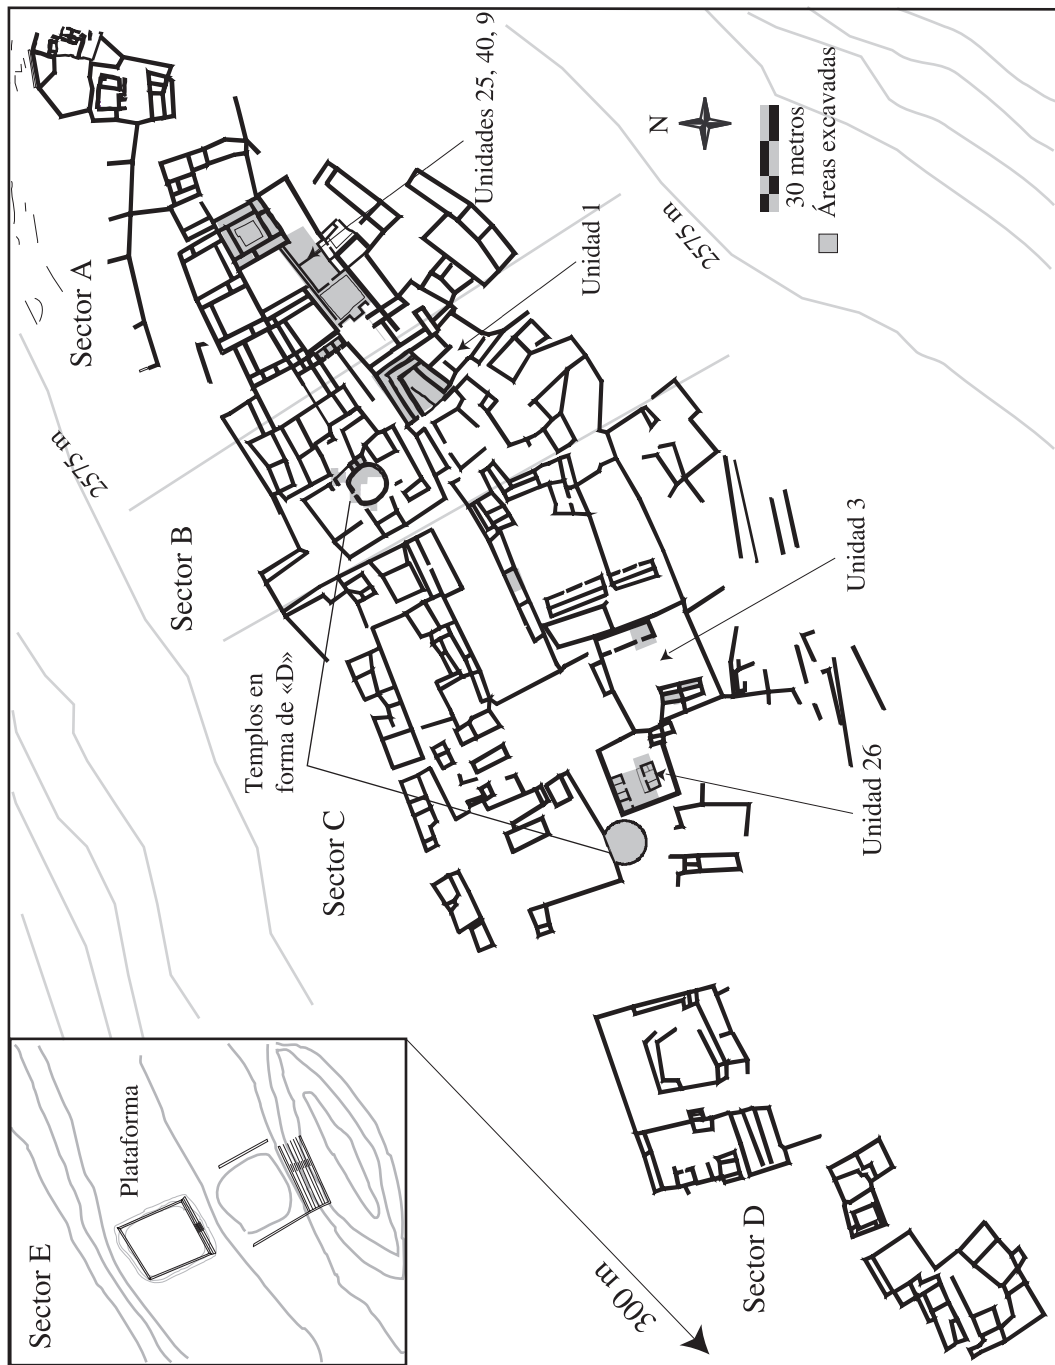 Sector E
Plataforma
300 m
Sector D
Sector C
Templos en
forma de «D»
Sector B
2575 m
Sector A
Unidades 25, 40, 9
Unidad 1
Unidad 3
Unidad 26
2575 m
N
30 metros
Áreas excavadas